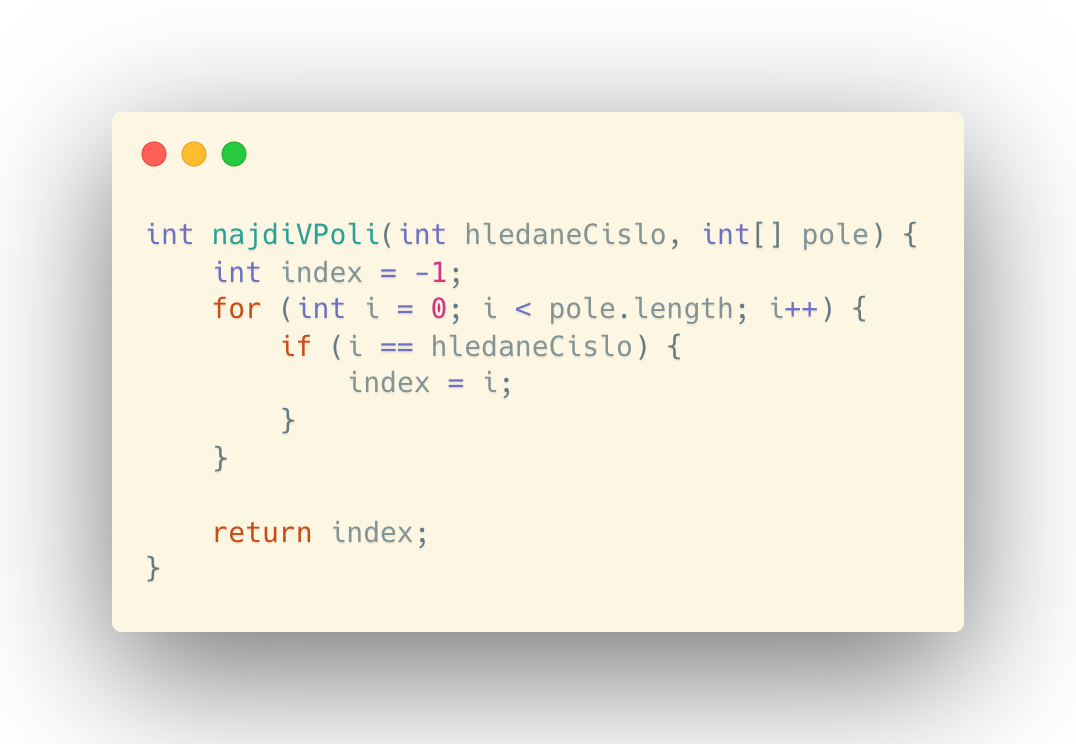 int najdiVPoli(int hledaneCislo, int[] pole) {
    int index = -1;
    for (int i = 0; i < pole.length; i++) {
        if (i == hledaneCislo) {
            index = i;
        }
    }

    return index;
}